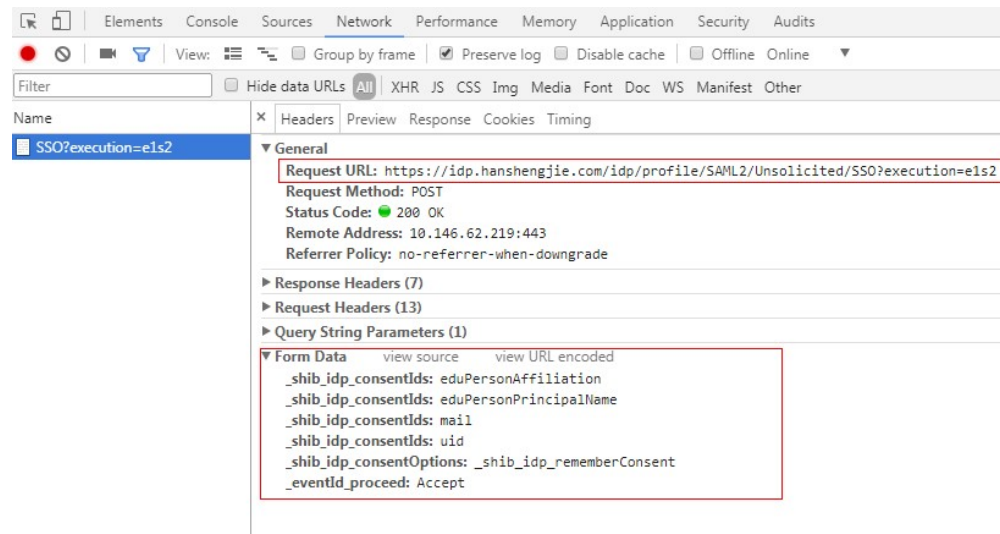 Elements Console Sources Network Performance Memory Application Security Audits
View: Group by frame Preserve log Disable cache Offline Online
Filter Hide data URLs All XHR JS CSS Img Media Font Doc WS Manifest Other
Name × Headers Preview Response Cookies Timing
SSO?execution=e1s2
General
Request URL: https://idp.hanshengjie.com/idp/profile/SAML2/Unsolicited/SSO?execution=e1s2
Request Method: POST
Status Code: 200 OK
Remote Address: 10.146.62.219:443
Referrer Policy: no-referrer-when-downgrade
Response Headers (7)
Request Headers (13)
Query String Parameters (1)
Form Data view source view URL encoded
_shib_idp_consentIds: eduPersonAffiliation
_shib_idp_consentIds: eduPersonPrincipalName
_shib_idp_consentIds: mail
_shib_idp_consentIds: uid
_shib_idp_consentOptions: _shib_idp_rememberConsent
_eventId_proceed: Accept